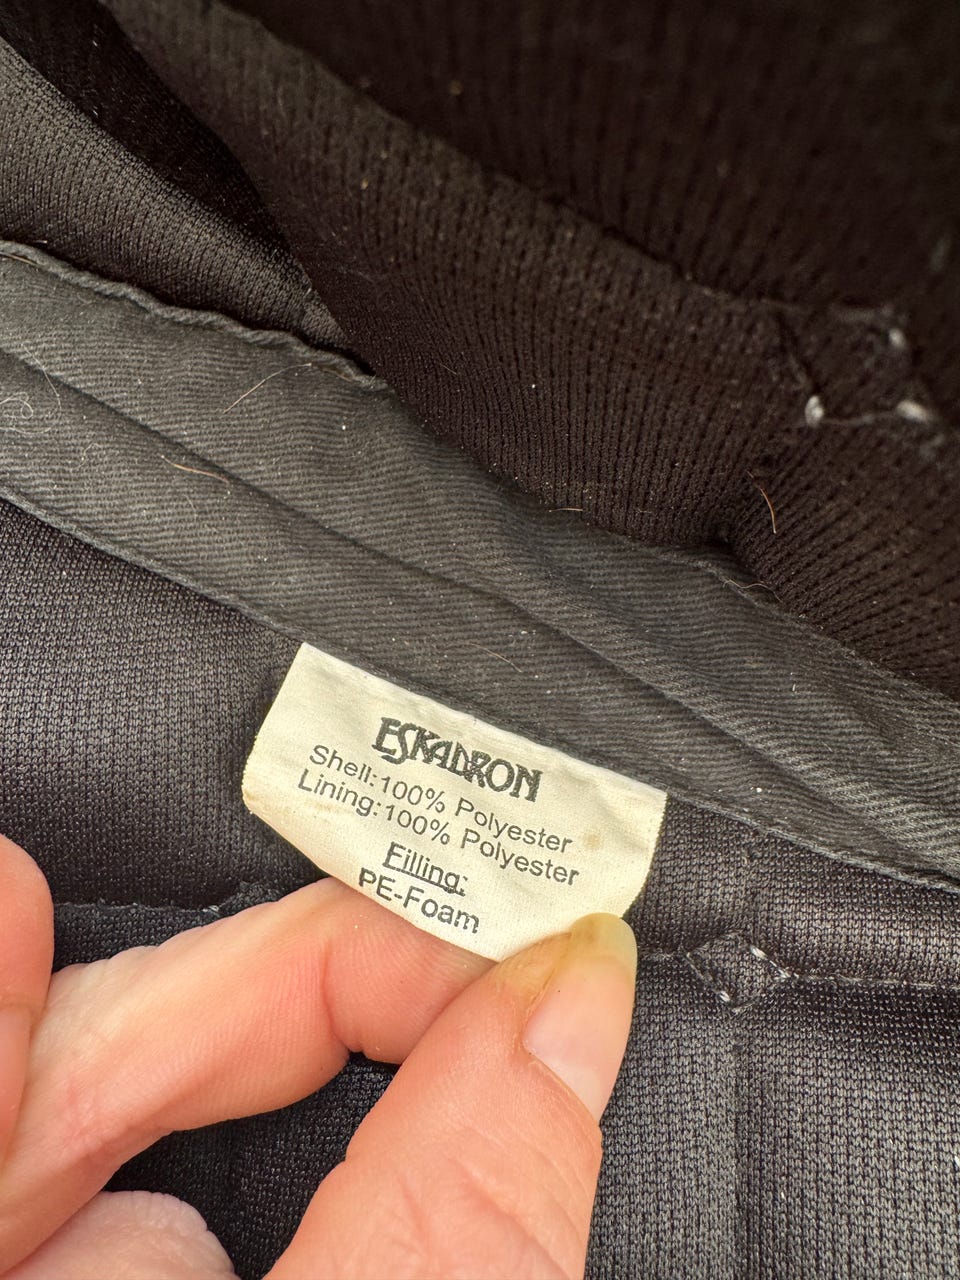 ESKADRON
Shell:100% Polyester
Lining:100% Polyester
Filling:
PE-Foam